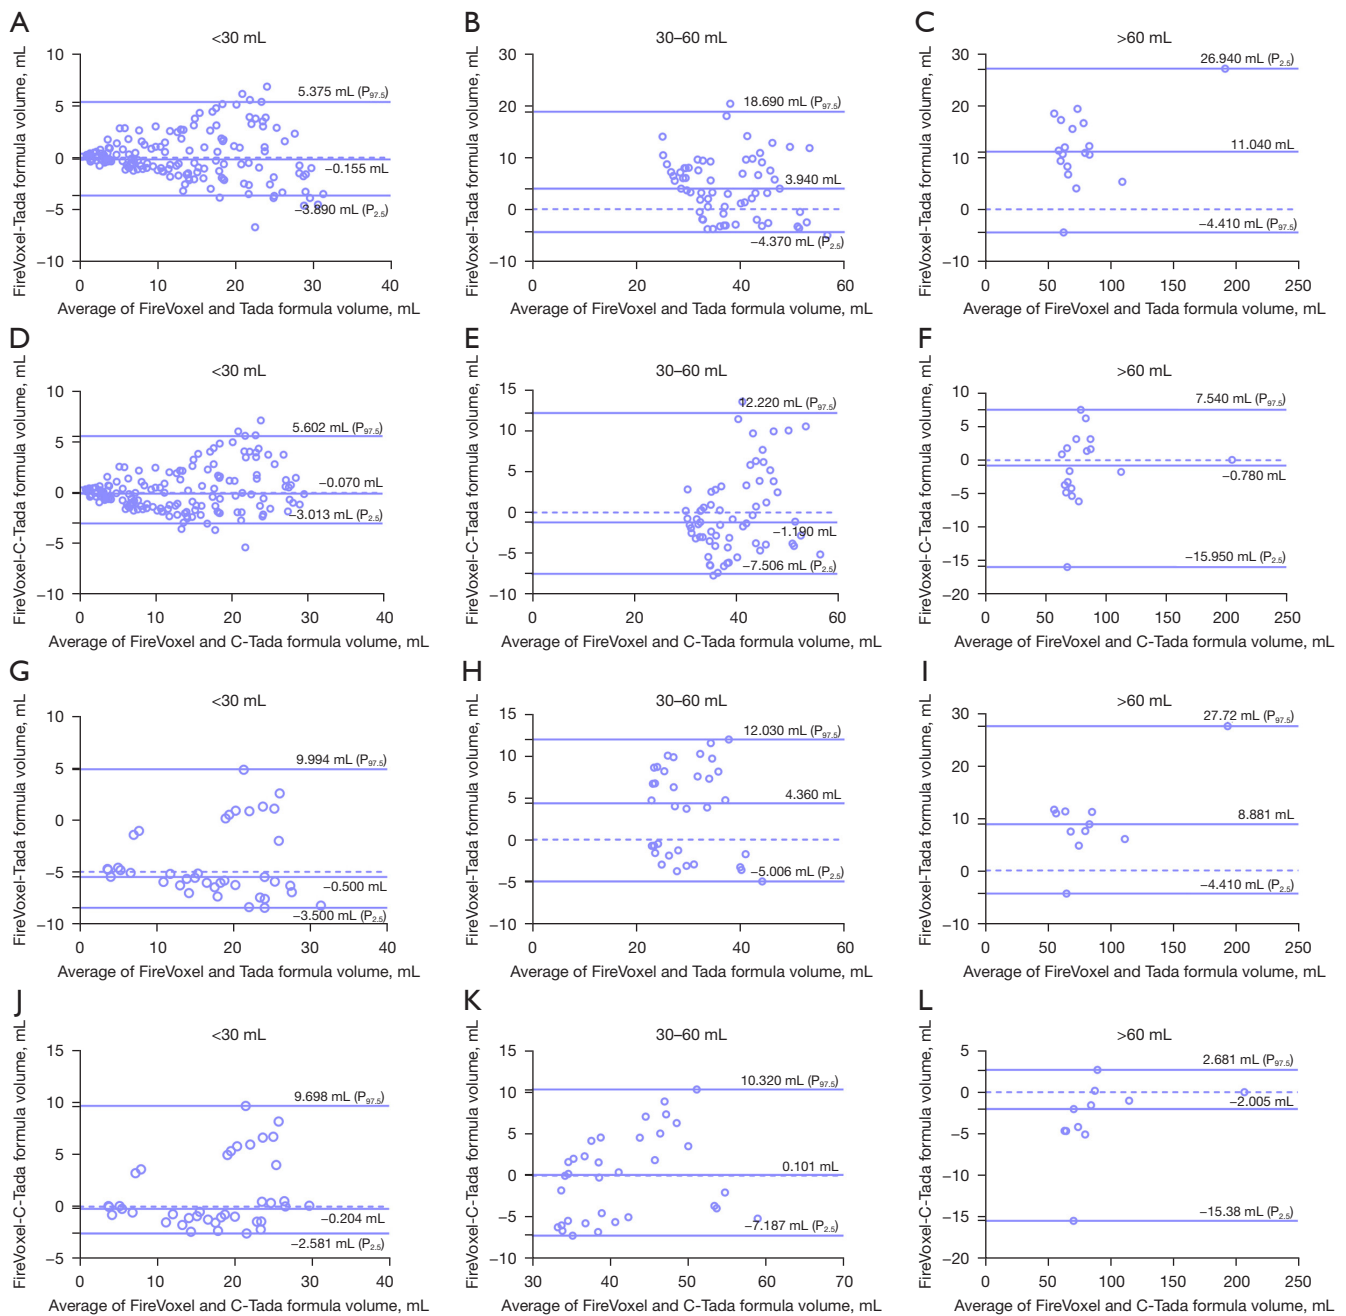 A
<30 mL
FireVoxel-Tada formula volume, mL
10
5
0
−5
−10
5.375 mL (P97.5)
−0.155 mL
−3.890 mL (P2.5)
0 10 20 30 40
Average of FireVoxel and Tada formula volume, mL
B
30–60 mL
FireVoxel-Tada formula volume, mL
30
20
10
0
−10
18.690 mL (P97.5)
3.940 mL
−4.370 mL (P2.5)
0 20 40 60
Average of FireVoxel and Tada formula volume, mL
C
>60 mL
FireVoxel-Tada formula volume, mL
30
20
10
0
−10
26.940 mL (P2.5)
11.040 mL
−4.410 mL (P97.5)
0 50 100 150 200 250
Average of FireVoxel and Tada formula volume, mL
D
<30 mL
FireVoxel-C-Tada formula volume, mL
10
5
0
−5
−10
5.602 mL (P97.5)
−0.070 mL
−3.013 mL (P2.5)
0 10 20 30 40
Average of FireVoxel and C-Tada formula volume, mL
E
30–60 mL
FireVoxel-C-Tada formula volume, mL
15
10
5
0
−5
−10
12.220 mL (P97.5)
−1.190 mL
−7.506 mL (P2.5)
0 20 40 60
Average of FireVoxel and C-Tada formula volume, mL
F
>60 mL
FireVoxel-C-Tada formula volume, mL
10
5
0
−5
−10
−15
−20
7.540 mL (P97.5)
−0.780 mL
−15.950 mL (P2.5)
0 50 100 150 200 250
Average of FireVoxel and C-Tada formula volume, mL
G
<30 mL
FireVoxel-Tada formula volume, mL
10
5
0
−5
−10
9.994 mL (P97.5)
−0.500 mL
−3.500 mL (P2.5)
0 10 20 30 40
Average of FireVoxel and Tada formula volume, mL
H
30–60 mL
FireVoxel-Tada formula volume, mL
15
10
5
0
−5
−10
12.030 mL (P97.5)
4.360 mL
−5.006 mL (P2.5)
0 20 40 60
Average of FireVoxel and Tada formula volume, mL
I
>60 mL
FireVoxel-Tada formula volume, mL
30
20
10
0
−10
27.72 mL (P97.5)
8.881 mL
−4.410 mL (P2.5)
0 50 100 150 200 250
Average of FireVoxel and Tada formula volume, mL
J
<30 mL
FireVoxel-C-Tada formula volume, mL
15
10
5
0
−5
9.698 mL (P97.5)
−0.204 mL
−2.581 mL (P2.5)
0 10 20 30 40
Average of FireVoxel and C-Tada formula volume, mL
K
30–60 mL
FireVoxel-C-Tada formula volume, mL
15
10
5
0
−5
−10
10.320 mL (P97.5)
0.101 mL
−7.187 mL (P2.5)
30 40 50 60 70
Average of FireVoxel and C-Tada formula volume, mL
L
>60 mL
FireVoxel-C-Tada formula volume, mL
5
0
−5
−10
−15
−20
2.681 mL (P97.5)
−2.005 mL
−15.38 mL (P2.5)
0 50 100 150 200 250
Average of FireVoxel and C-Tada formula volume, mL